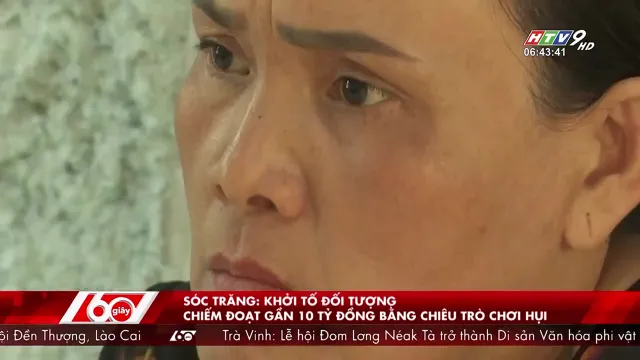 HTV9 HD
06:43:41
60 giây
SÓC TRĂNG: KHỞI TỐ ĐỐI TƯỢNG
CHIẾM ĐOẠT GẦN 10 TỶ ĐỒNG BẰNG CHIÊU TRÒ CHƠI HỤI
ội Đền Thượng, Lào Cai
Trà Vinh: Lễ hội Đom Lơng Néak Tà trở thành Di sản Văn hóa phi vật